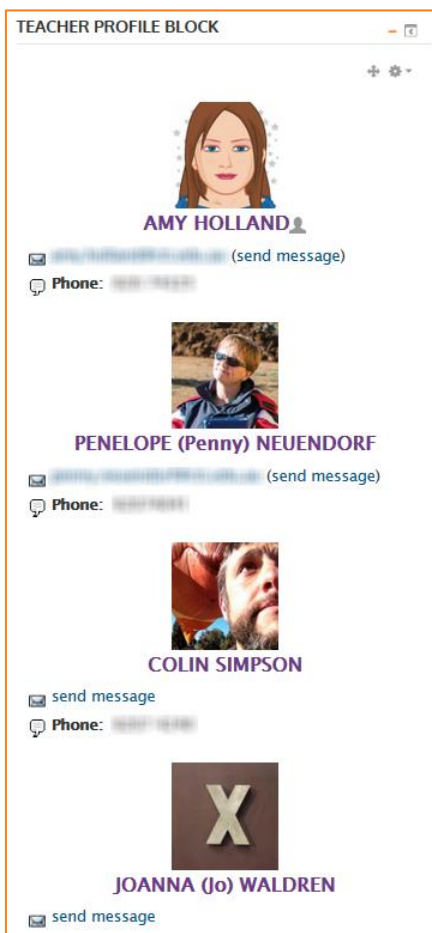 TEACHER PROFILE BLOCK
AMY HOLLAND
(send message)
Phone:
PENELOPE (Penny) NEUENDORF
(send message)
Phone:
COLIN SIMPSON
send message
Phone:
X
JOANNA (Jo) WALDREN
send message